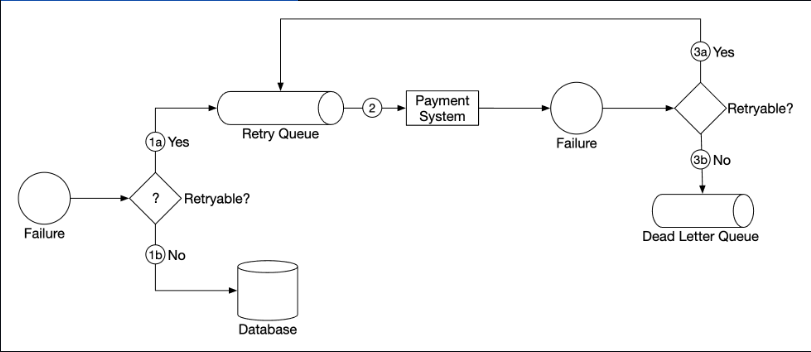 3a Yes
Retryable?
2
Payment
System
Retry Queue
Failure
1a Yes
3b No
? Retryable?
Failure
Dead Letter Queue
1b No
Database